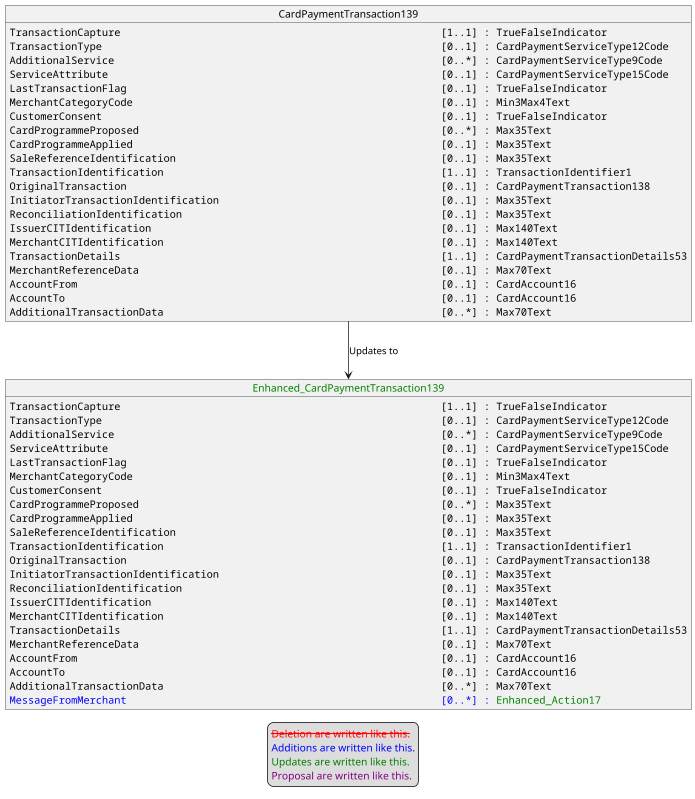 CardPaymentTransaction139
TransactionCapture [1..1] : TrueFalseIndicator
TransactionType [0..1] : CardPaymentServiceType12Code
AdditionalService [0..*] : CardPaymentServiceType9Code
ServiceAttribute [0..1] : CardPaymentServiceType15Code
LastTransactionFlag [0..1] : TrueFalseIndicator
MerchantCategoryCode [0..1] : Min3Max4Text
CustomerConsent [0..1] : TrueFalseIndicator
CardProgrammeProposed [0..*] : Max35Text
CardProgrammeApplied [0..1] : Max35Text
SaleReferenceIdentification [0..1] : Max35Text
TransactionIdentification [1..1] : TransactionIdentifier1
OriginalTransaction [0..1] : CardPaymentTransaction138
InitiatorTransactionIdentification [0..1] : Max35Text
ReconciliationIdentification [0..1] : Max35Text
IssuerCITIdentification [0..1] : Max140Text
MerchantCITIdentification [0..1] : Max140Text
TransactionDetails [1..1] : CardPaymentTransactionDetails53
MerchantReferenceData [0..1] : Max70Text
AccountFrom [0..1] : CardAccount16
AccountTo [0..1] : CardAccount16
AdditionalTransactionData [0..*] : Max70Text
Updates to
Enhanced_CardPaymentTransaction139
TransactionCapture [1..1] : TrueFalseIndicator
TransactionType [0..1] : CardPaymentServiceType12Code
AdditionalService [0..*] : CardPaymentServiceType9Code
ServiceAttribute [0..1] : CardPaymentServiceType15Code
LastTransactionFlag [0..1] : TrueFalseIndicator
MerchantCategoryCode [0..1] : Min3Max4Text
CustomerConsent [0..1] : TrueFalseIndicator
CardProgrammeProposed [0..*] : Max35Text
CardProgrammeApplied [0..1] : Max35Text
SaleReferenceIdentification [0..1] : Max35Text
TransactionIdentification [1..1] : TransactionIdentifier1
OriginalTransaction [0..1] : CardPaymentTransaction138
InitiatorTransactionIdentification [0..1] : Max35Text
ReconciliationIdentification [0..1] : Max35Text
IssuerCITIdentification [0..1] : Max140Text
MerchantCITIdentification [0..1] : Max140Text
TransactionDetails [1..1] : CardPaymentTransactionDetails53
MerchantReferenceData [0..1] : Max70Text
AccountFrom [0..1] : CardAccount16
AccountTo [0..1] : CardAccount16
AdditionalTransactionData [0..*] : Max70Text
MessageFromMerchant [0..*] : Enhanced_Action17
Deletion are written like this.
Additions are written like this.
Updates are written like this.
Proposal are written like this.